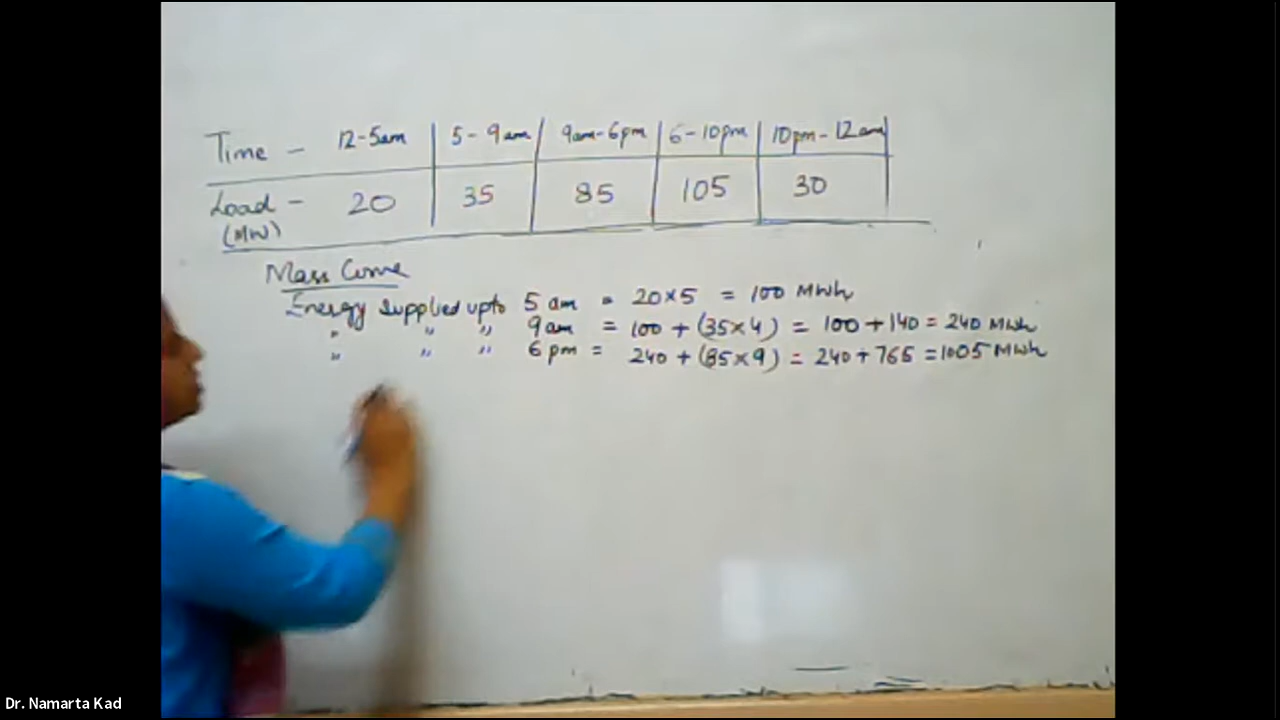 Time - 12-5am 5-9am 9am-6pm 6-10pm 10pm-12am
Load - 20 35 85 105 30
(MW)
Mass Curve
Energy Supplied upto 5 am = 20×5 = 100 MWh
" " " 9am = 100 + (35×4) = 100 + 140 = 240 MWh
" " " 6 pm = 240 + (85×9) = 240 + 765 = 1005 MWh
Dr. Namarta Kad